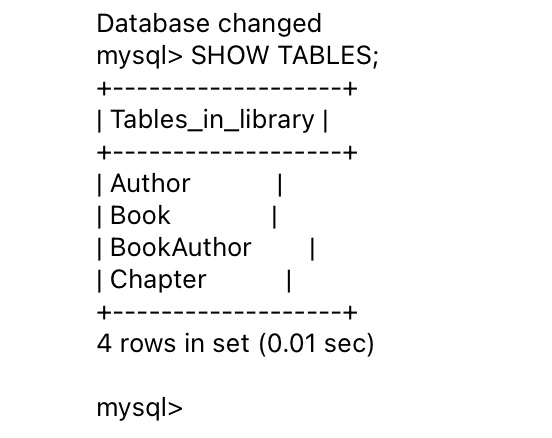 Database changed
mysql> SHOW TABLES;
+-------------------+
| Tables_in_library |
+-------------------+
| Author            |
| Book              |
| BookAuthor        |
| Chapter           |
+-------------------+
4 rows in set (0.01 sec)
mysql>